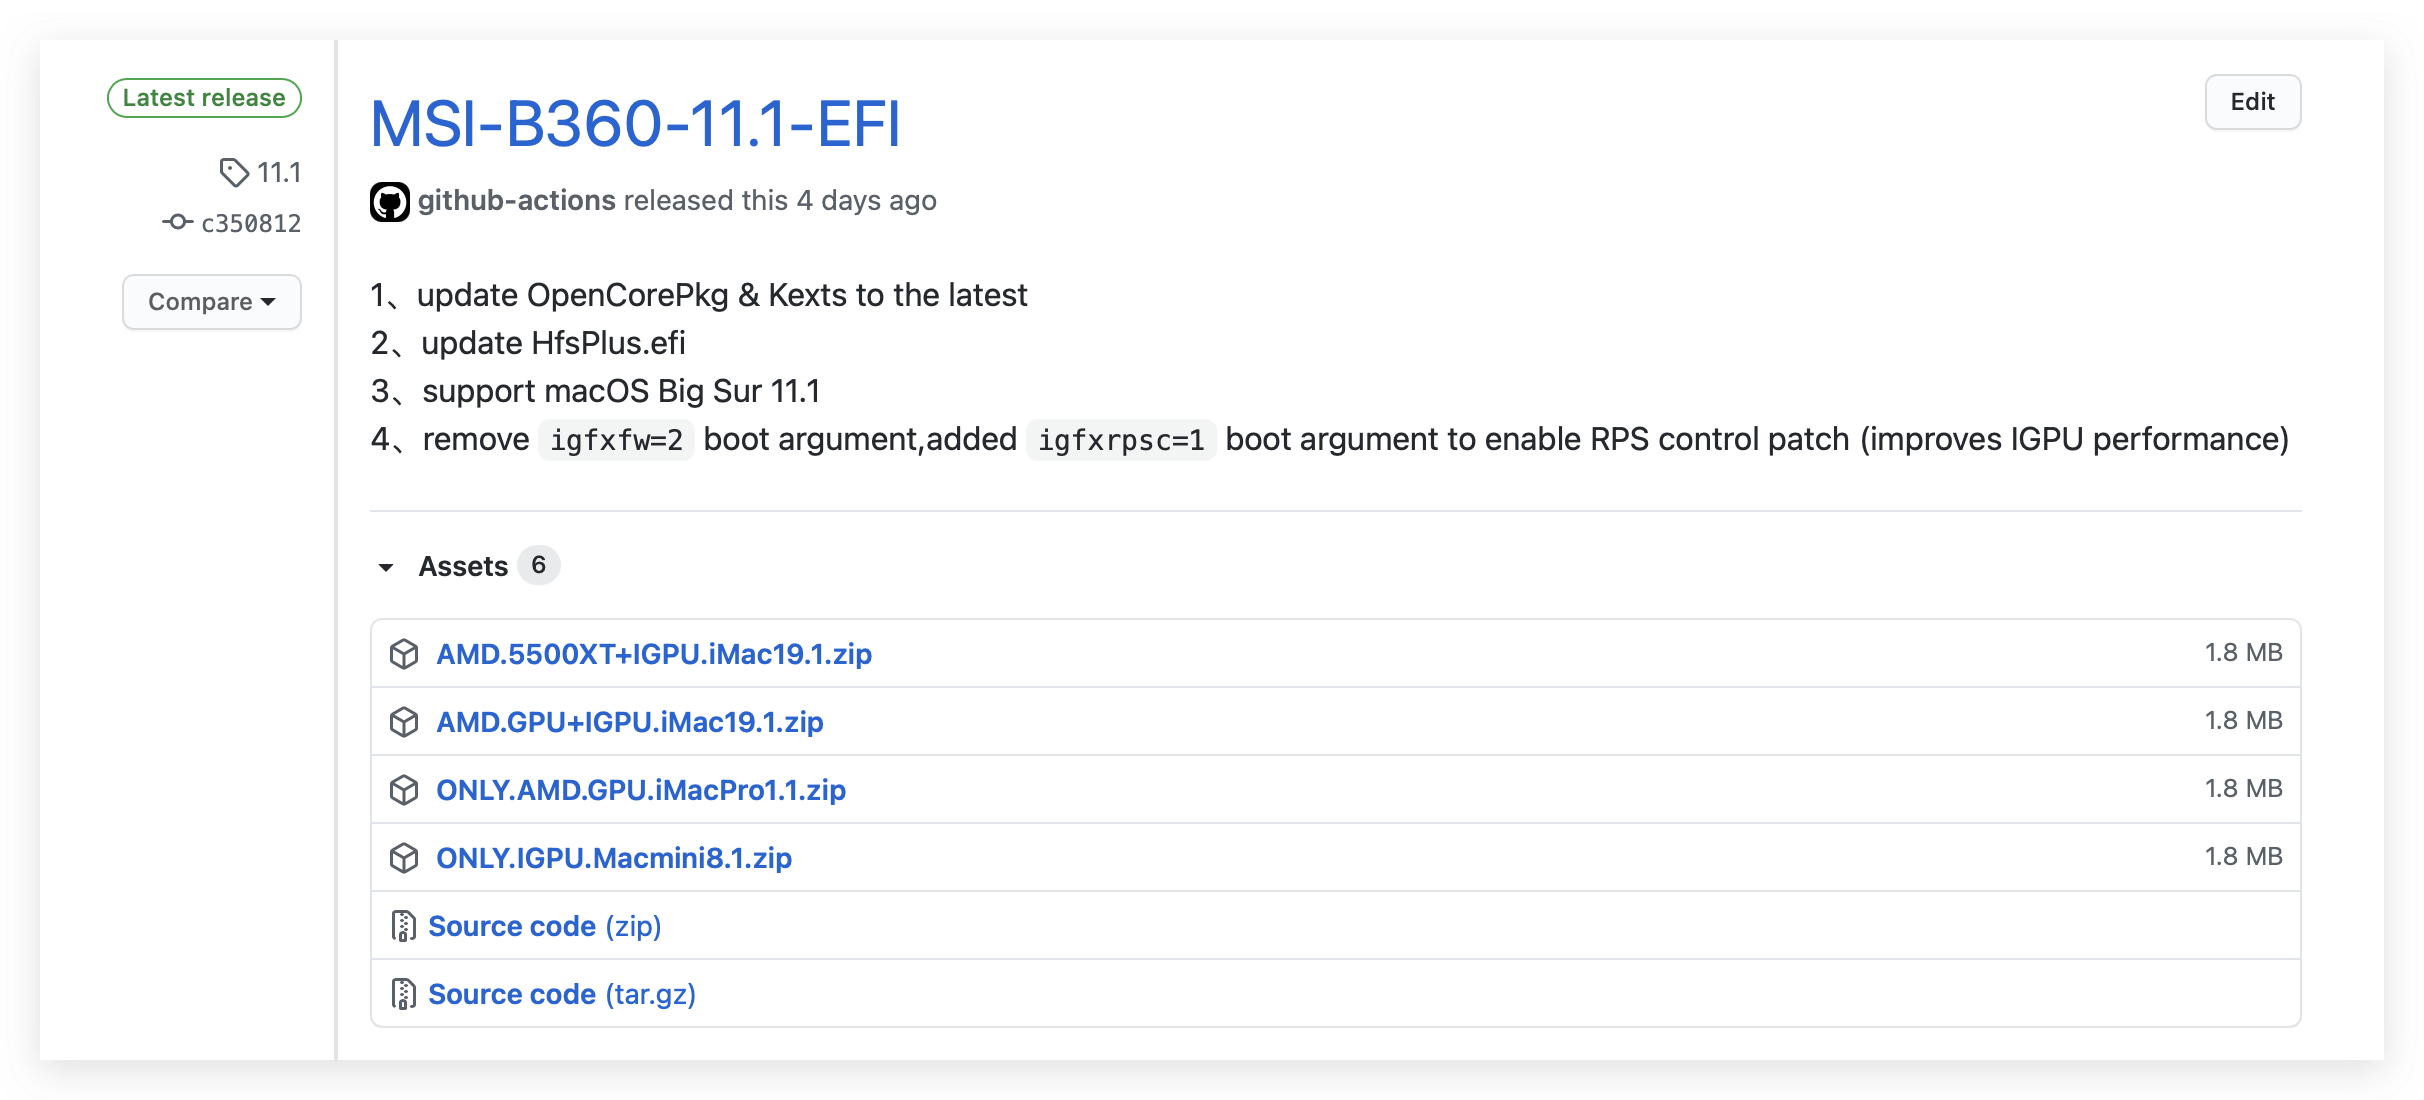 Latest release
11.1
c350812
Compare
MSI-B360-11.1-EFI
Edit
github-actions released this 4 days ago
1、update OpenCorePkg & Kexts to the latest
2、update HfsPlus.efi
3、support macOS Big Sur 11.1
4、remove igfxfw=2 boot argument,added igfxrpsc=1 boot argument to enable RPS control patch (improves IGPU performance)
Assets 6
AMD.5500XT+IGPU.iMac19.1.zip 1.8 MB
AMD.GPU+IGPU.iMac19.1.zip 1.8 MB
ONLY.AMD.GPU.iMacPro1.1.zip 1.8 MB
ONLY.IGPU.Macmini8.1.zip 1.8 MB
Source code (zip)
Source code (tar.gz)